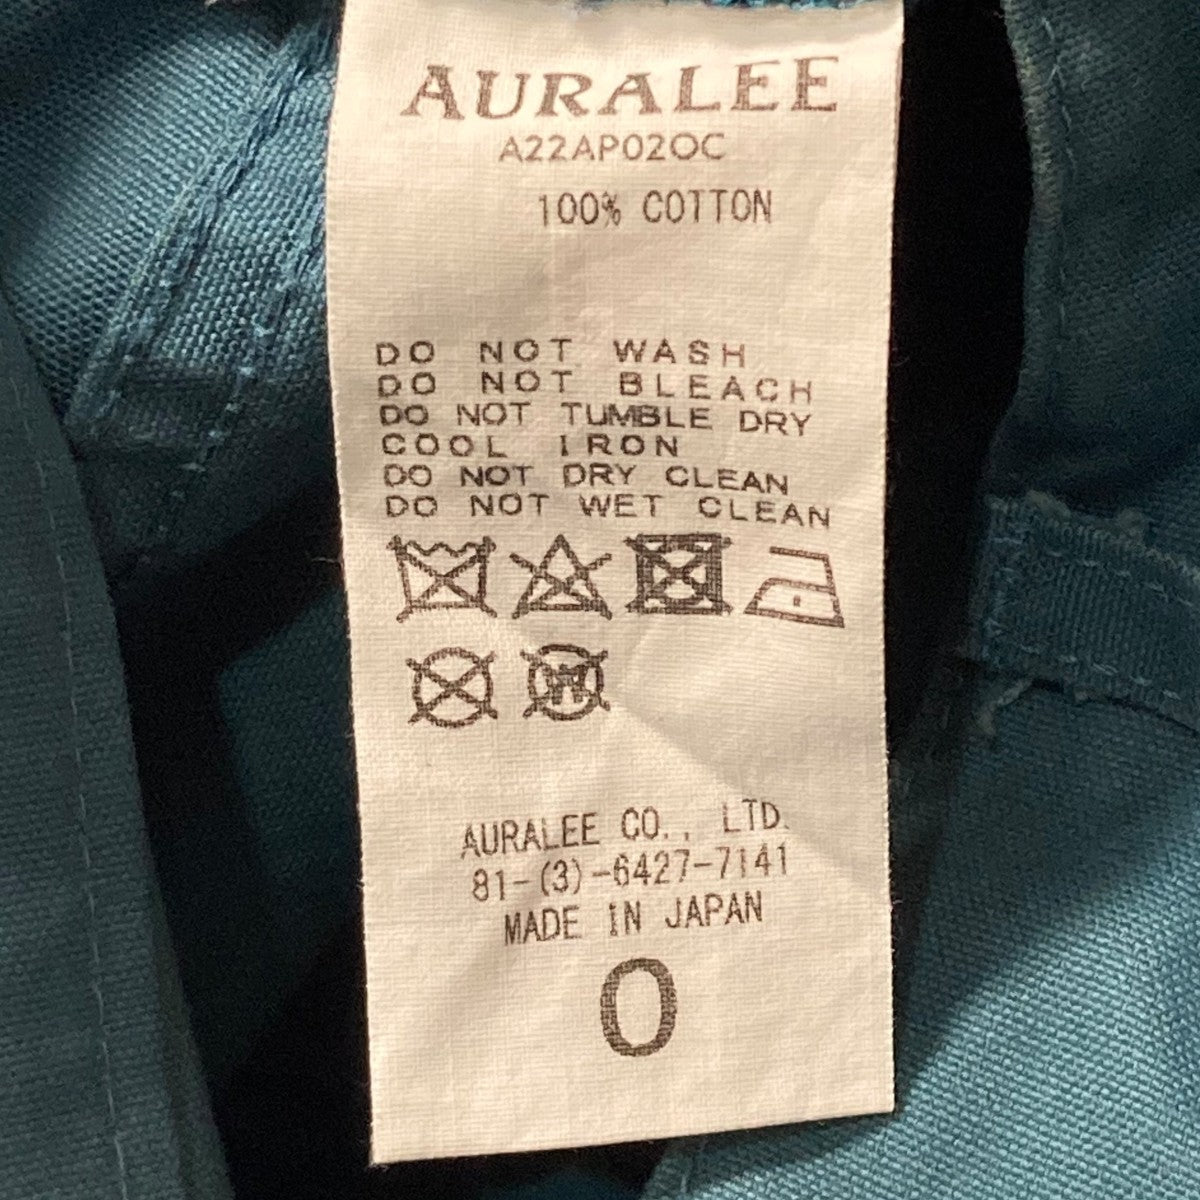 AURALEE
A22AP02OC
100% COTTON
DO NOT WASH
DO NOT BLEACH
DO NOT TUMBLE DRY
COOL IRON
DO NOT DRY CLEAN
DO NOT WET CLEAN
W
AURALEE CO., LTD.
81-(3)-6427-7141
MADE IN JAPAN
0